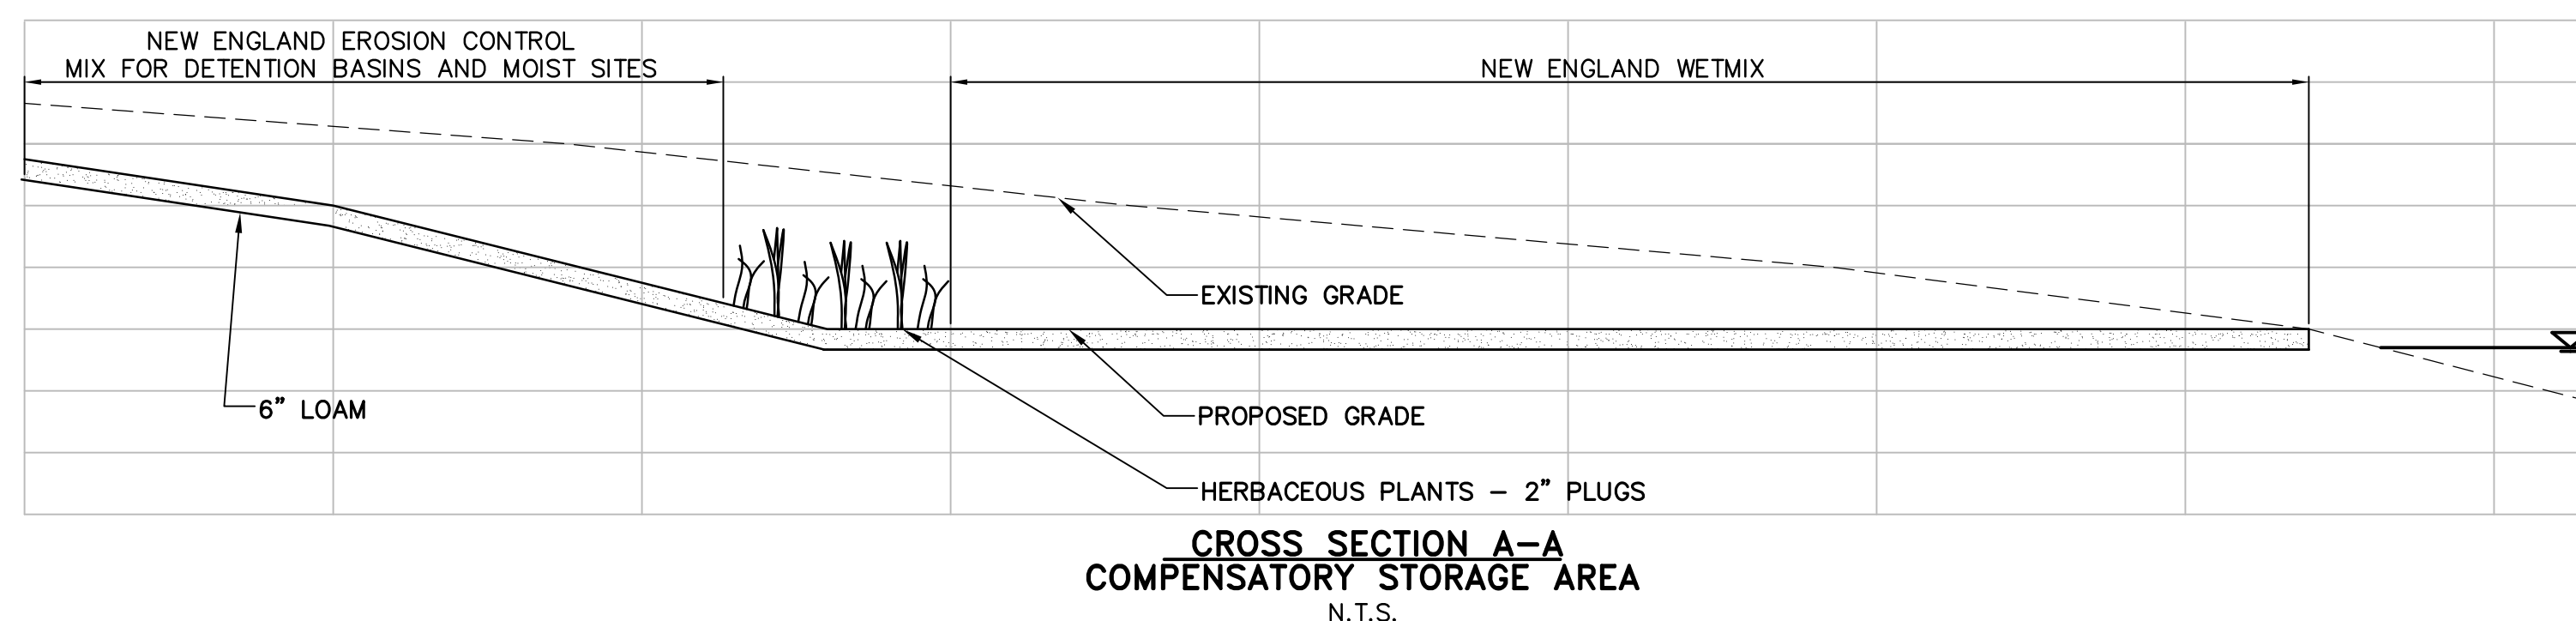 NEW ENGLAND EROSION CONTROL
MIX FOR DETENTION BASINS AND MOIST SITES
NEW ENGLAND WETMIX
EXISTING GRADE
6" LOAM
PROPOSED GRADE
HERBACEOUS PLANTS - 2" PLUGS
CROSS SECTION A-A
COMPENSATORY STORAGE AREA
N.T.S.